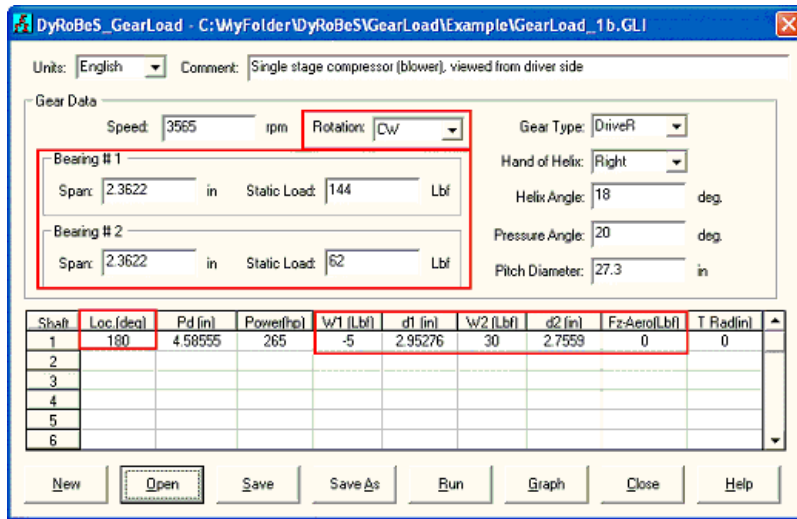 DyRoBeS_GearLoad - C:\MyFolder\DyRoBeS\GearLoad\Example\GearLoad_1b.GLI
Units: English Comment: Single stage compressor (blower), viewed from driver side
Gear Data
Speed: 3565 rpm Rotation: CW Gear Type: DriveR
Bearing # 1 Hand of Helix: Right
Span: 2.3622 in Static Load: 144 Lbf Helix Angle: 18 deg.
Bearing # 2 Pressure Angle: 20 deg.
Span: 2.3622 in Static Load: 62 Lbf Pitch Diameter: 27.3 in
Shaft Loc.(deg) Pd (in) Power(hp) W1 (Lbf) d1 (in) W2 (Lbf) d2 (in) Fz-Aero(Lbf) T Rad(in)
1 180 4.58555 265 -5 2.95276 30 2.7559 0 0
2
3
4
5
6
New Open Save Save As Run Graph Close Help